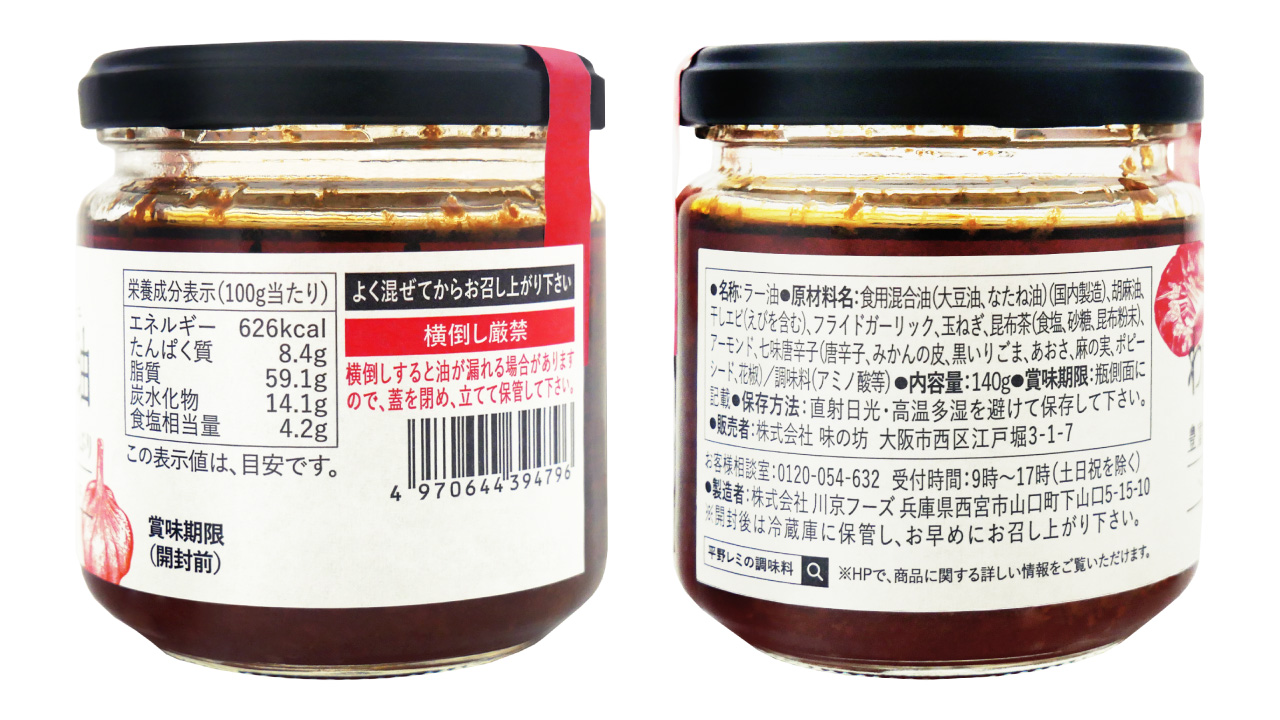 栄養成分表示(100g当たり)
エネルギー 626kcal
たんぱく質 8.4g
脂質 59.1g
炭水化物 14.1g
食塩相当量 4.2g
この表示値は、目安です。
賞味期限
(開封前)
よく混ぜてからお召し上がり下さい
横倒し厳禁
横倒しすると油が漏れる場合があります
ので、蓋を閉め、立てて保管して下さい。
4 970644 394796
●名称:ラー油●原材料名:食用混合油(大豆油、なたね油)(国内製造)、胡麻油、
干しエビ(えびを含む)、フライドガーリック、玉ねぎ、昆布茶(食塩、砂糖、昆布粉末)、
アーモンド、七味唐辛子(唐辛子、みかんの皮、黒いりごま、あおさ、麻の実、ポピー
シード、花椒)／調味料(アミノ酸等)●内容量:140g●賞味期限:瓶側面に
記載●保存方法:直射日光・高温多湿を避けて保存して下さい。
●販売者:株式会社 味の坊 大阪市西区江戸堀3-1-7
お客様相談室:0120-054-632 受付時間:9時〜17時(土日祝を除く)
●製造者:株式会社 川京フーズ 兵庫県西宮市山口町下山口5-15-10
※開封後は冷蔵庫に保管し、お早めにお召し上がり下さい。
平野レミの調味料
※HPで、商品に関する詳しい情報をご覧いただけます。